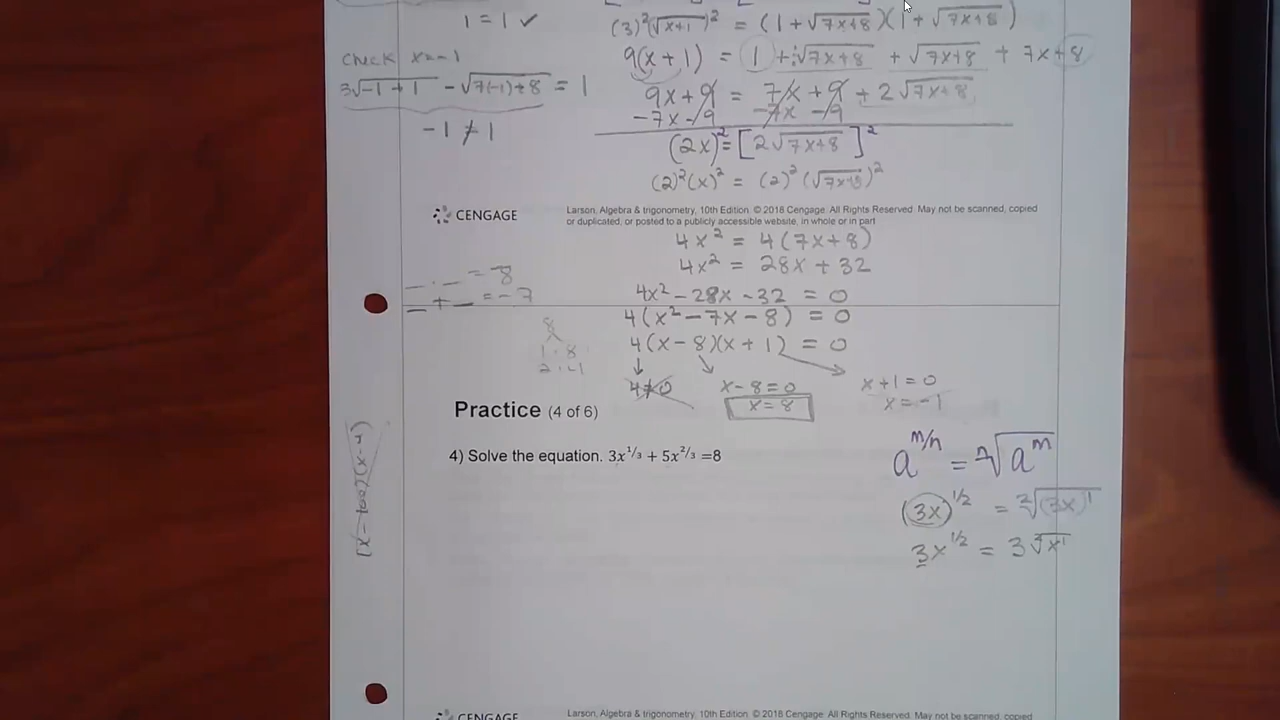 1 = 1 ✓
check x=-1
3√-1+1 - √7(-1)+8 = 1
-1 ≠ 1
(3)²(√x+1)² = (1 + √7x+8)(1 + √7x+8)
9(x + 1) = 1 + √7x+8 + √7x+8 + 7x+8
9x + 9 = 7x + 9 + 2√7x+8
-7x - 9 -7x - 9
(2x)² = [2√7x+8]²
(2)²(x)² = (2)²(√7x+8)²
CENGAGE
Larson, Algebra & trigonometry, 10th Edition. © 2018 Cengage. All Rights Reserved. May not be scanned, copied
or duplicated, or posted to a publicly accessible website, in whole or in part
4x² = 4(7x+8)
4x² = 28x + 32
_ . _ = -8
_ + _ = -7
4x² - 28x - 32 = 0
4(x² - 7x - 8) = 0
4(x - 8)(x + 1) = 0
8
1 · 8
2 · 4
4≠0 x-8=0 x+1=0
x=8 x=-1
Practice (4 of 6)
4) Solve the equation. 3x^1/3 + 5x^2/3 =8
a^m/n = ⁿ√a^m
(3x)^1/2 = ²√(3x)¹
3x^1/2 = 3√x¹
CENGAGE
Larson, Algebra & trigonometry, 10th Edition. © 2018 Cengage. All Rights Reserved. May not be scanned, copied